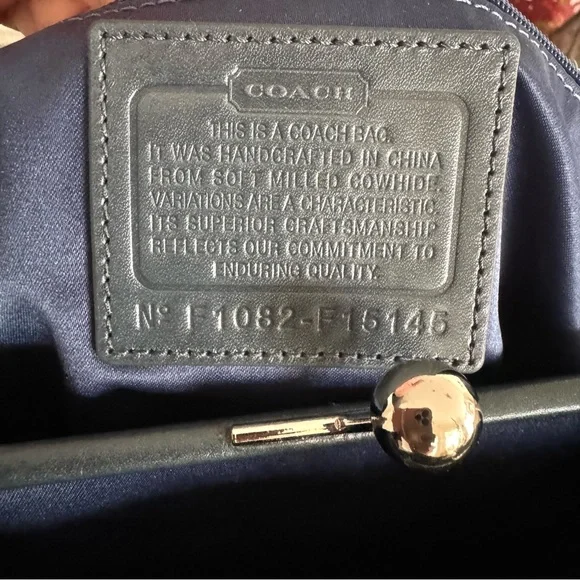 COACH
THIS IS A COACH BAG.
IT WAS HANDCRAFTED IN CHINA
FROM SOFT MILLED COWHIDE.
VARIATIONS ARE A CHARACTERISTIC.
ITS SUPERIOR CRAFTSMANSHIP
REFLECTS OUR COMMITMENT TO
ENDURING QUALITY.
Nº F1082-F15145